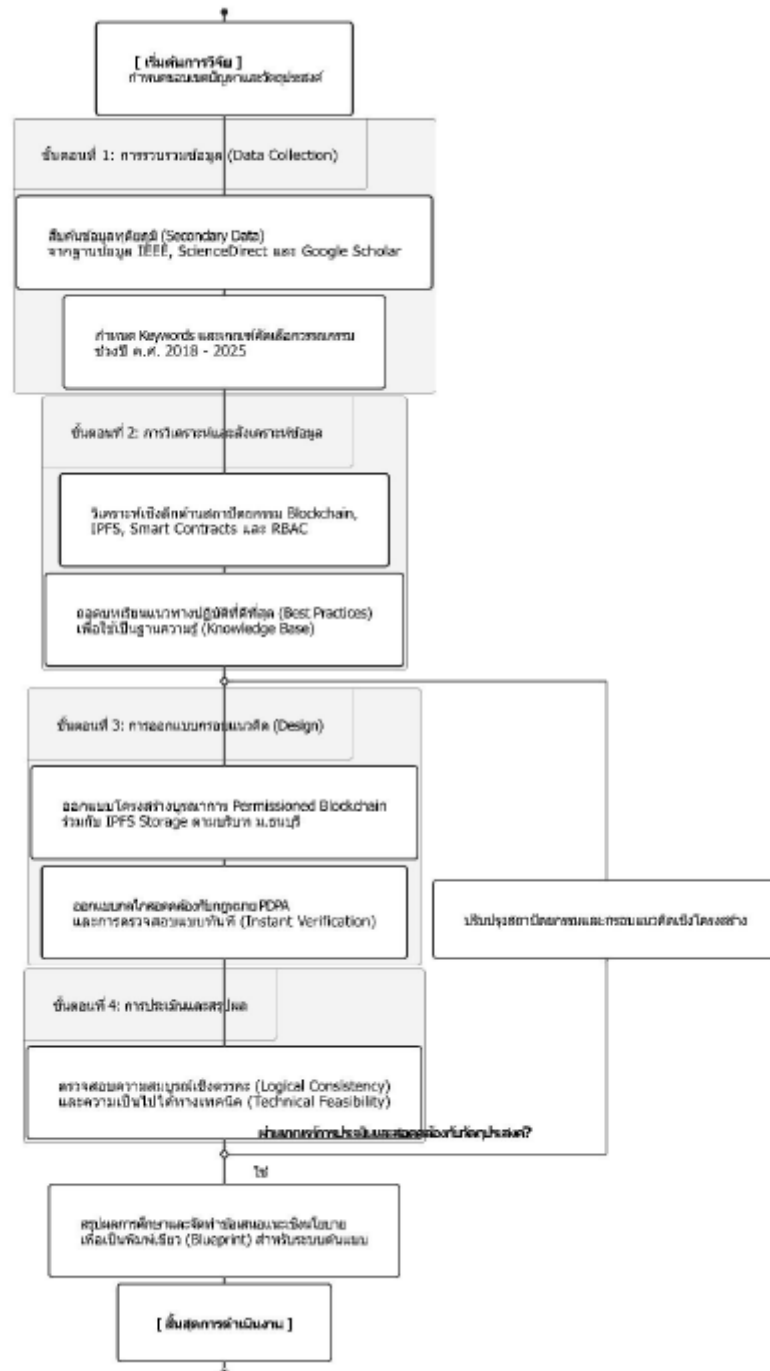 [ เริ่มต้นการวิจัย ]
กำหนดขอบเขตปัญหาและวัตถุประสงค์
ขั้นตอนที่ 1: การรวบรวมข้อมูล (Data Collection)
สืบค้นข้อมูลทุติยภูมิ (Secondary Data)
จากฐานข้อมูล IEEE, ScienceDirect และ Google Scholar
กำหนด Keywords และเกณฑ์คัดเลือกวรรณกรรม
ช่วงปี ค.ศ. 2018 - 2025
ขั้นตอนที่ 2: การวิเคราะห์และสังเคราะห์ข้อมูล
วิเคราะห์เชิงลึกด้านสถาปัตยกรรม Blockchain,
IPFS, Smart Contracts และ RBAC
ถอดบทเรียนแนวทางปฏิบัติที่ดีที่สุด (Best Practices)
เพื่อใช้เป็นฐานความรู้ (Knowledge Base)
ขั้นตอนที่ 3: การออกแบบกรอบแนวคิด (Design)
ออกแบบโครงสร้างบูรณาการ Permissioned Blockchain
ร่วมกับ IPFS Storage ตามบริบท ม.ธนบุรี
ออกแบบกลไกสอดคล้องกับกฎหมาย PDPA
และการตรวจสอบแบบทันที (Instant Verification)
ปรับปรุงสถาปัตยกรรมและกรอบแนวคิดเชิงโครงสร้าง
ขั้นตอนที่ 4: การประเมินและสรุปผล
ตรวจสอบความสมบูรณ์เชิงตรรกะ (Logical Consistency)
และความเป็นไปได้ทางเทคนิค (Technical Feasibility)
ผ่านเกณฑ์การประเมินและสอดคล้องกับวัตถุประสงค์?
ใช่
สรุปผลการศึกษาและจัดทำข้อเสนอแนะเชิงนโยบาย
เพื่อเป็นพิมพ์เขียว (Blueprint) สำหรับระบบต้นแบบ
[ สิ้นสุดการดำเนินงาน ]